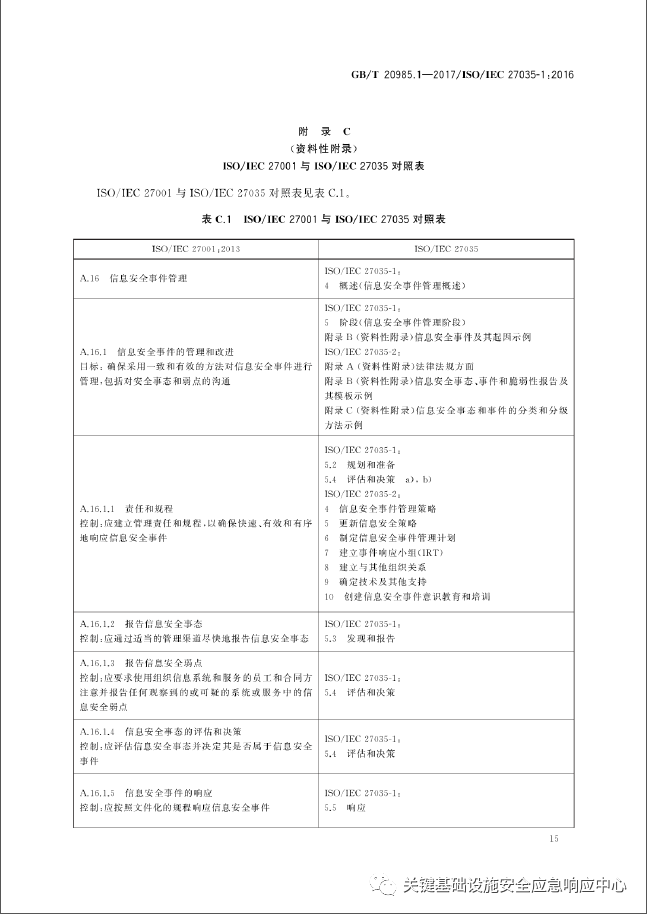 GB/T 20985.1—2017/ISO/IEC 27035-1:2016
附 录 C
（资料性附录）
ISO/IEC 27001 与 ISO/IEC 27035 对照表
ISO/IEC 27001 与 ISO/IEC 27035 对照表见表 C.1。
表 C.1 ISO/IEC 27001 与 ISO/IEC 27035 对照表
ISO/IEC 27001:2013
ISO/IEC 27035
A.16 信息安全事件管理
ISO/IEC 27035-1:
4 概述(信息安全事件管理概述)
A.16.1 信息安全事件的管理和改进
目标: 确保采用一致和有效的方法对信息安全事件进行
管理,包括对安全事态和弱点的沟通
ISO/IEC 27035-1:
5 阶段(信息安全事件管理阶段)
附录 B (资料性附录)信息安全事件及其起因示例
ISO/IEC 27035-2:
附录 A (资料性附录)法律法规方面
附录 B (资料性附录)信息安全事态、事件和脆弱性报告及
其模板示例
附录 C (资料性附录)信息安全事态和事件的分类和分级
方法示例
A.16.1.1 责任和规程
控制:应建立管理责任和规程,以确保快速、有效和有序
地响应信息安全事件
ISO/IEC 27035-1:
5.2 规划和准备
5.4 评估和决策 a)、b)
ISO/IEC 27035-2:
4 信息安全事件管理策略
5 更新信息安全策略
6 制定信息安全事件管理计划
7 建立事件响应小组(IRT)
8 建立与其他组织关系
9 确定技术及其他支持
10 创建信息安全事件意识教育和培训
A.16.1.2 报告信息安全事态
控制:应通过适当的管理渠道尽快地报告信息安全事态
ISO/IEC 27035-1:
5.3 发现和报告
A.16.1.3 报告信息安全弱点
控制:应要求使用组织信息系统和服务的员工和合同方
注意并报告任何观察到的或可疑的系统或服务中的信
息安全弱点
ISO/IEC 27035-1:
5.4 评估和决策
A.16.1.4 信息安全事态的评估和决策
控制:应评估信息安全事态并决定其是否属于信息安全
事件
ISO/IEC 27035-1:
5.4 评估和决策
A.16.1.5 信息安全事件的响应
控制:应按照文件化的规程响应信息安全事件
ISO/IEC 27035-1:
5.5 响应
15
关键基础设施安全应急响应中心